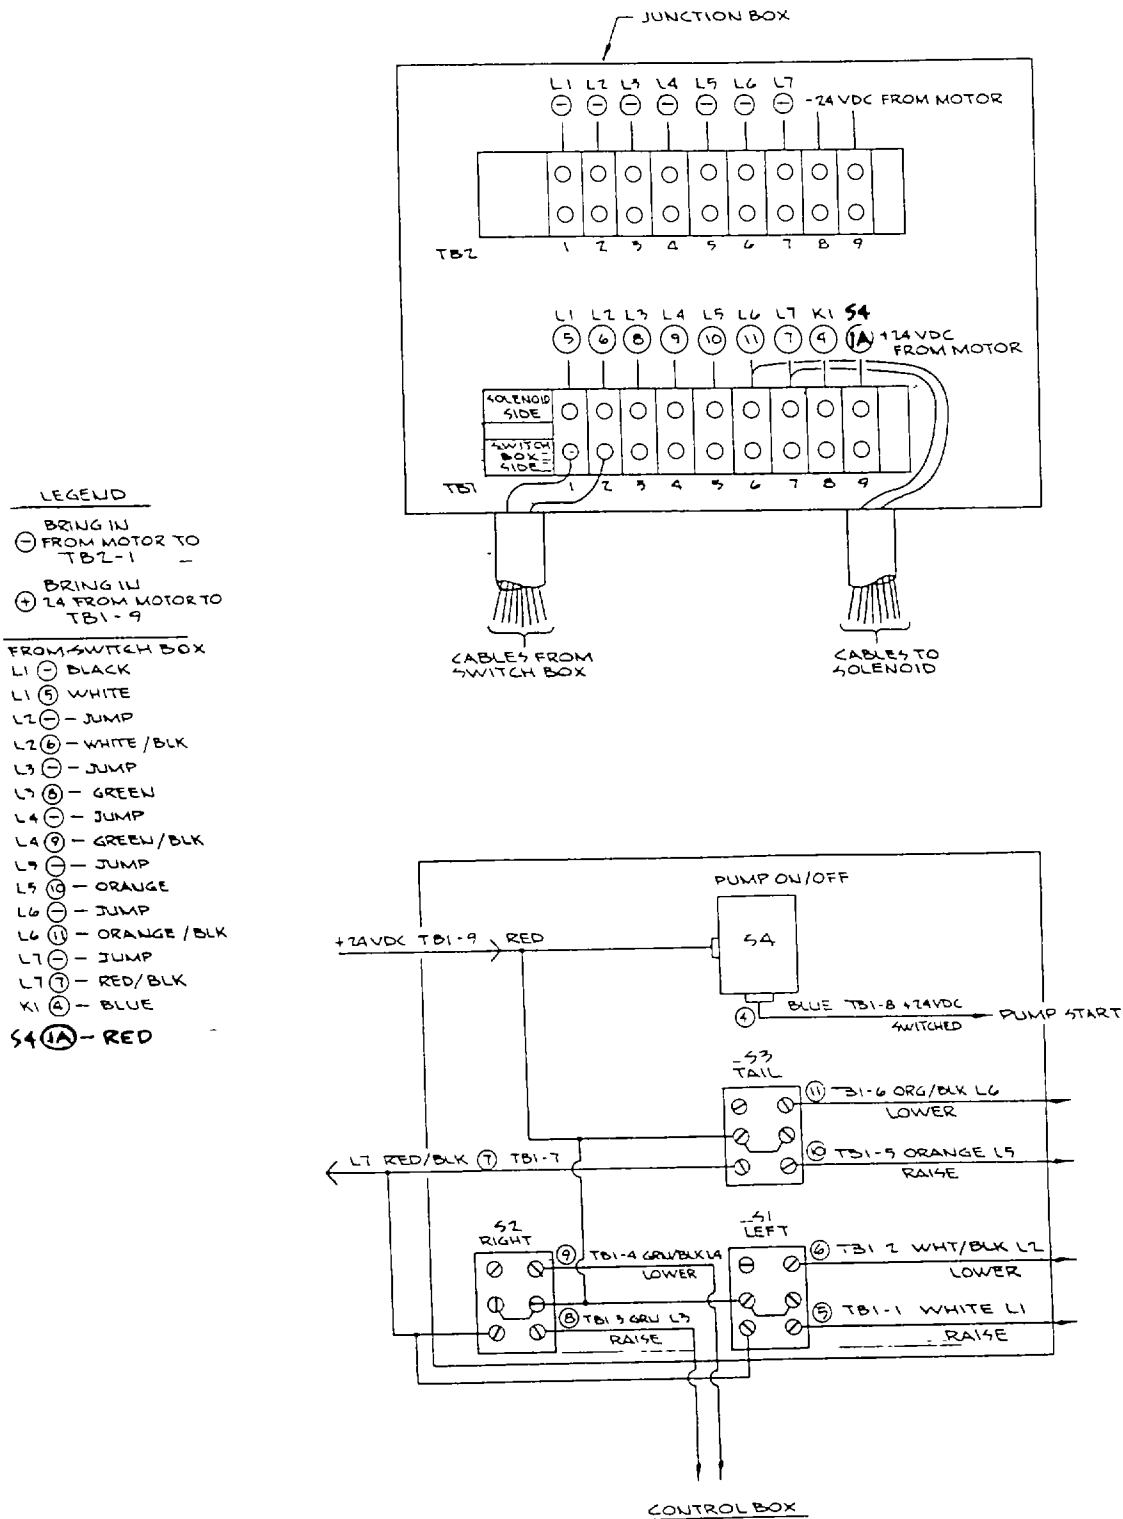 JUNCTION BOX
L1 L2 L3 L4 L5 L6 L7
-24 VDC FROM MOTOR
1 2 3 4 5 6 7 8 9
TB2
L1 L2 L3 L4 L5 L6 L7 K1 S4
5 6 8 9 10 11 7 4 1A
+24 VDC
FROM MOTOR
SOLENOID
SIDE
SWITCH
BOX
SIDE
1 2 3 4 5 6 7 8 9
TB1
CABLES FROM
SWITCH BOX
CABLES TO
SOLENOID
LEGEND
BRING IN
- FROM MOTOR TO
TB2-1
BRING IN
+ 24 FROM MOTOR TO
TB1-9
FROM SWITCH BOX
L1 - BLACK
L1 5 WHITE
L2 - - JUMP
L2 6 - WHITE/BLK
L3 - - JUMP
L3 8 - GREEN
L4 - - JUMP
L4 9 - GREEN/BLK
L5 - - JUMP
L5 10 - ORANGE
L6 - - JUMP
L6 11 - ORANGE/BLK
L7 - - JUMP
L7 7 - RED/BLK
K1 4 - BLUE
S4 1A - RED
PUMP ON/OFF
S4
+24 VDC TB1-9 RED
4 BLUE TB1-8 +24VDC
SWITCHED
PUMP START
S3
TAIL
11 TB1-6 ORG/BLK L6
LOWER
L7 RED/BLK 7 TB1-7
10 TB1-5 ORANGE L5
RAISE
S2
RIGHT
9 TB1-4 GRN/BLK L4
LOWER
8 TB1 3 GRN L3
RAISE
S1
LEFT
6 TB1 2 WHT/BLK L2
LOWER
5 TB1-1 WHITE L1
RAISE
CONTROL BOX